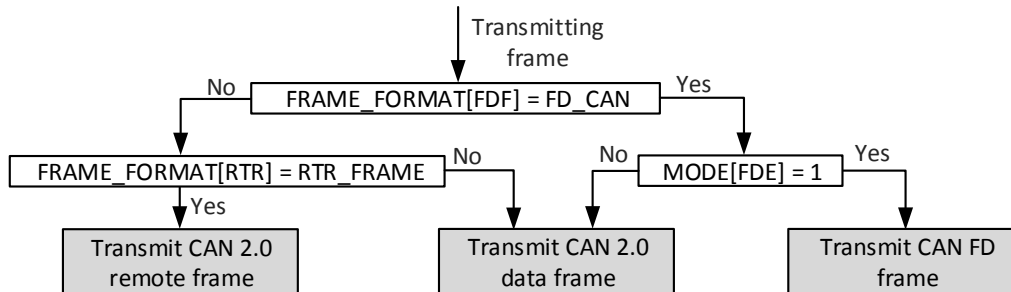 Transmitting
frame
No
Yes
FRAME_FORMAT[FDF] = FD_CAN
FRAME_FORMAT[RTR] = RTR_FRAME
No
No
MODE[FDE] = 1
Yes
Yes
Transmit CAN 2.0
remote frame
Transmit CAN 2.0
data frame
Transmit CAN FD
frame